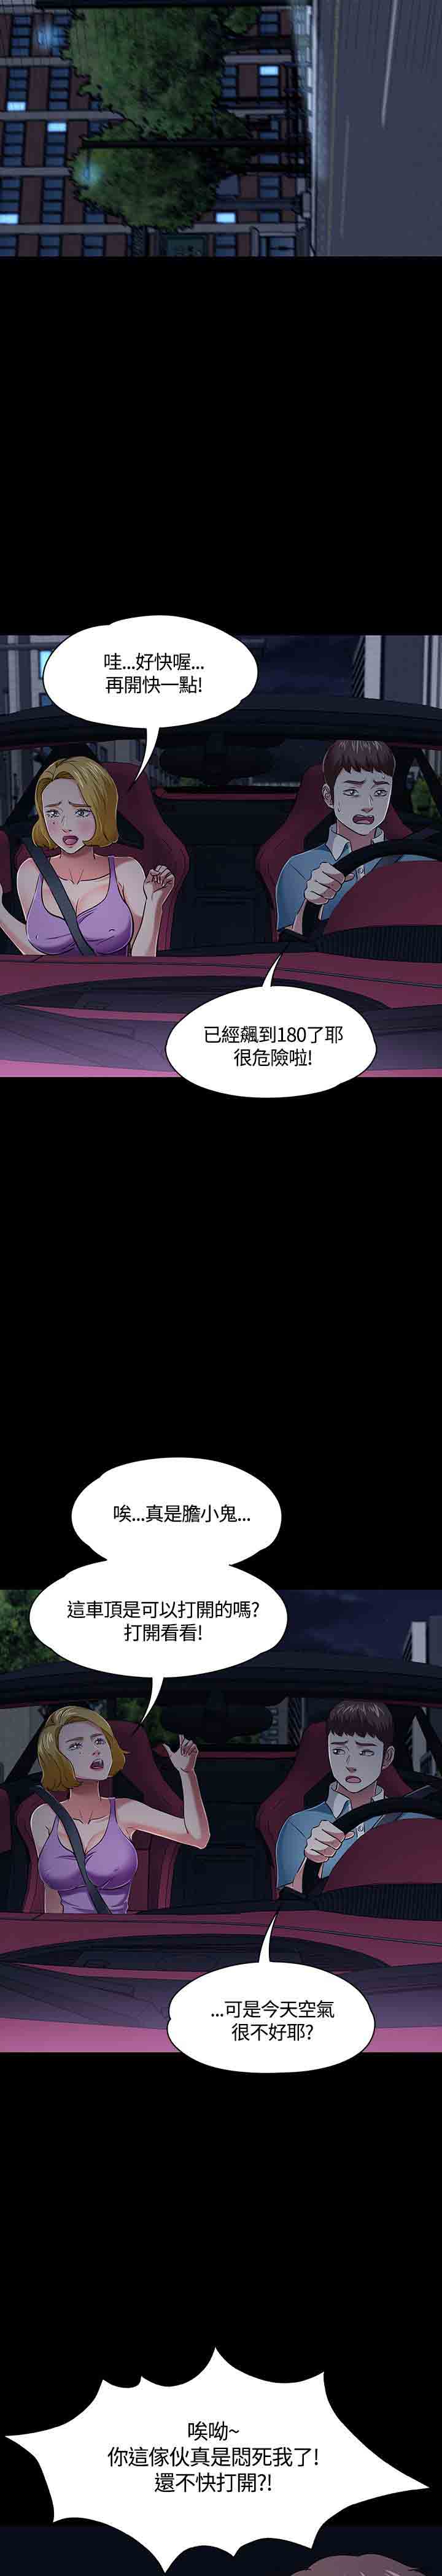 哇...好快喔...
再開快一點!
已經飆到180了耶
很危險啦!
唉...真是膽小鬼...
這車頂是可以打開的嗎?
打開看看!
...可是今天空氣
很不好耶?
唉呦~
你這傢伙真是悶死我了!
還不快打開?!